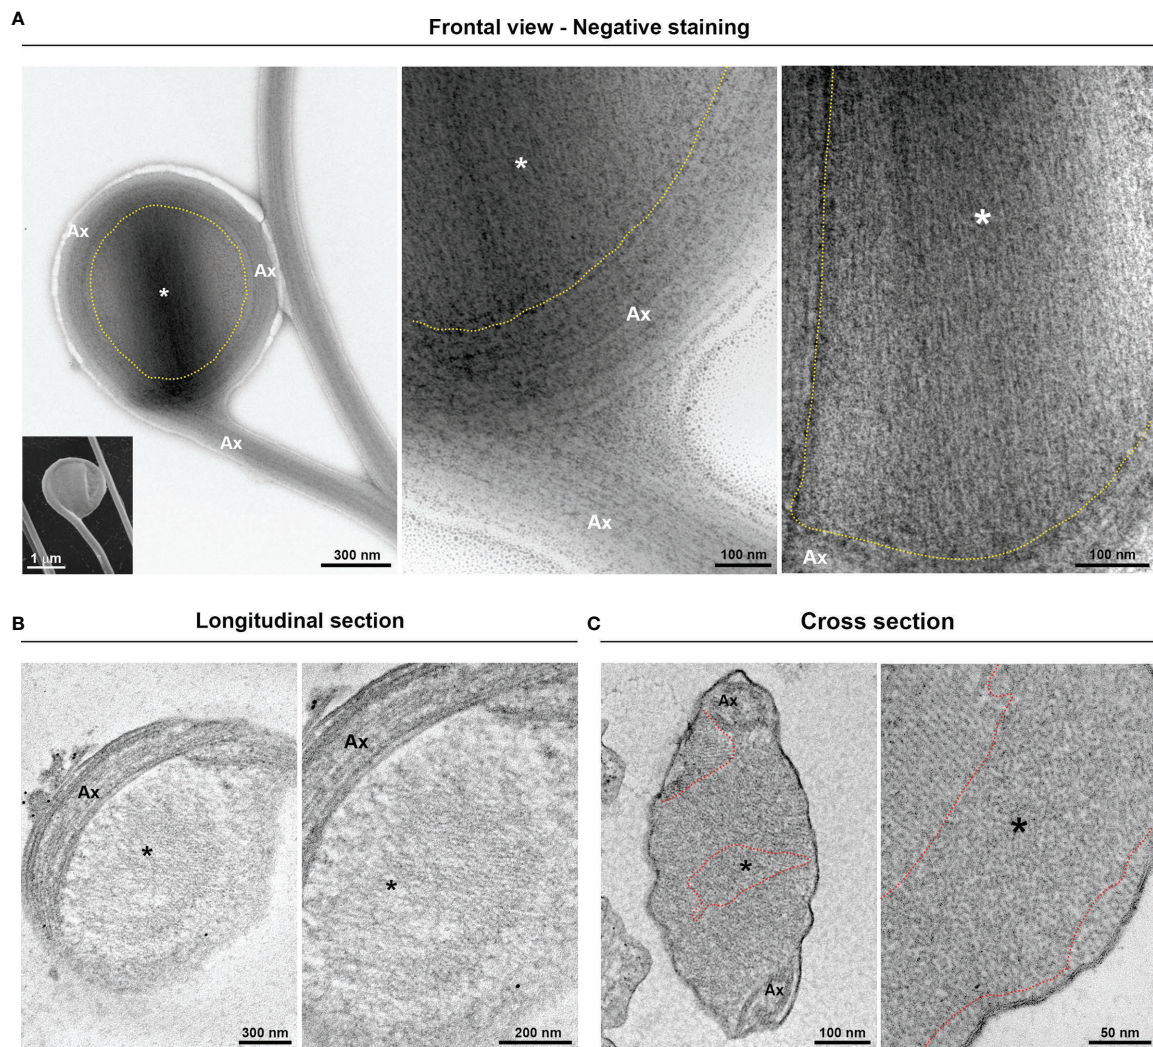 A
Frontal view - Negative staining
*
Ax
Ax
*
Ax
1 µm
300 nm
*
Ax
Ax
100 nm
*
Ax
100 nm
B
Longitudinal section
Ax
*
300 nm
Ax
*
200 nm
C
Cross section
Ax
*
Ax
100 nm
*
50 nm